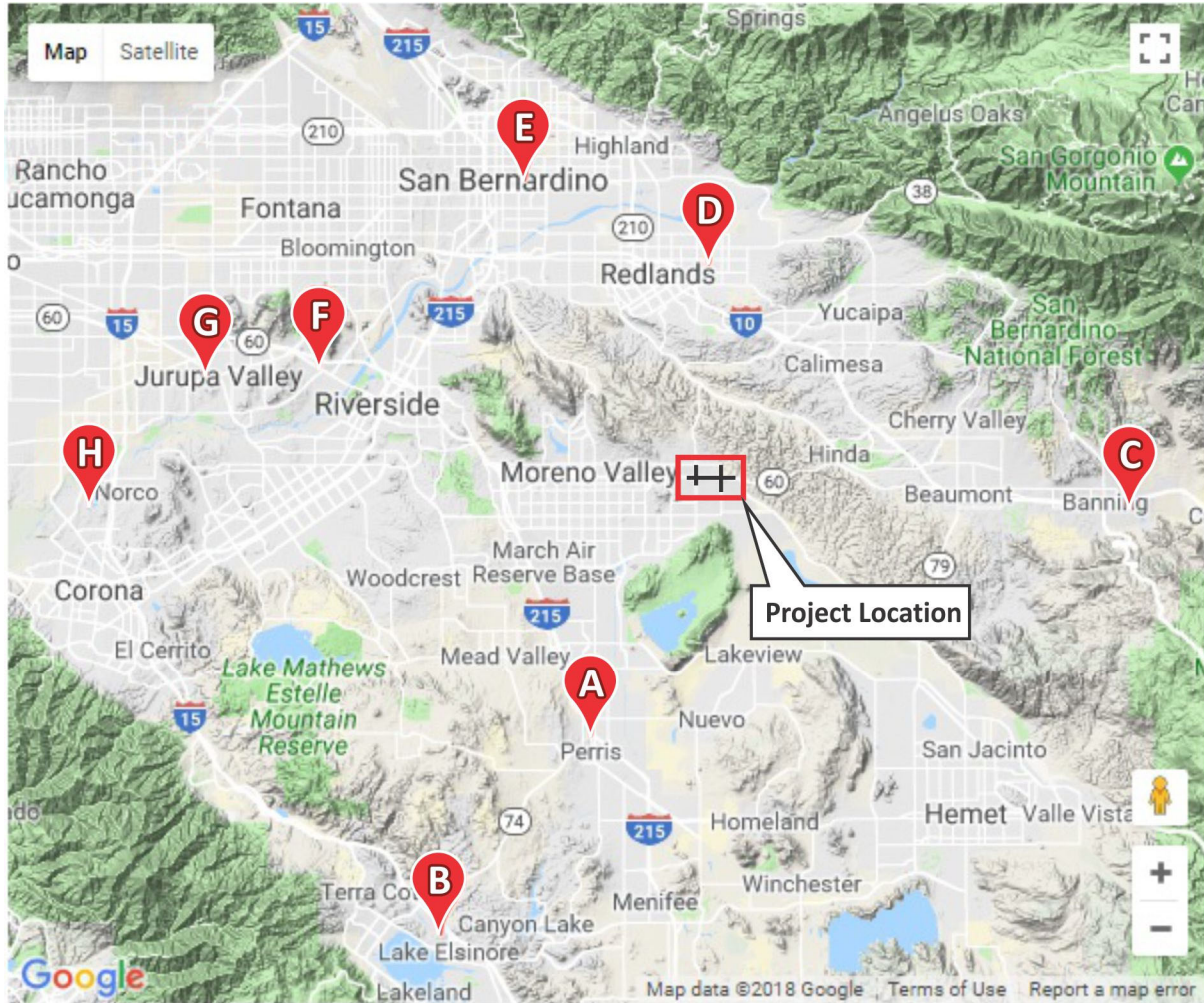 Map Satellite
15
215
Springs
Angelus Oaks
E
210
Highland
San Gorgonio
Mountain
Rancho
ucamonga
San Bernardino
38
Fontana
D
210
Bloomington
Redlands
215
60
15
G
60
F
10
Yucaipa
San
Bernardino
National Forest
Jurupa Valley
Calimesa
Riverside
Cherry Valley
H
Norco
Moreno Valley
60
Hinda
C
Beaumont
Banning
March Air
Reserve Base
Woodcrest
79
Corona
215
Project Location
El Cerrito
Mead Valley
Lakeview
Lake Mathews
Estelle
Mountain
Reserve
A
15
Nuevo
Perris
San Jacinto
74
215
Homeland
Hemet
Valle Vista
B
Terra Cot
Winchester
Menifee
Canyon Lake
Lake Elsinore
Google
Lakeland
Map data ©2018 Google Terms of Use Report a map error